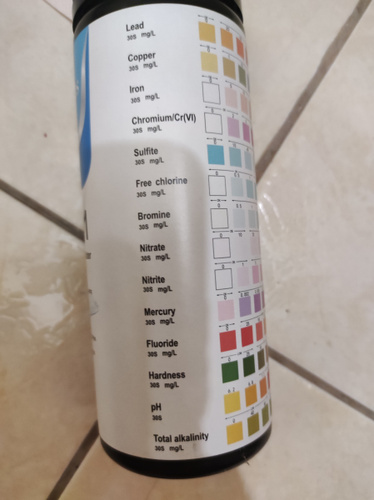 Lead
30S mg/L
Copper
30S mg/L
Iron
30S mg/L
Chromium/Cr(VI)
30S mg/L
Sulfite
30S mg/L
Free chlorine
30S mg/L
Bromine
30S mg/L
Nitrate
30S mg/L
Nitrite
30S mg/L
Mercury
30S mg/L
Fluoride
30S mg/L
Hardness
30S mg/L
pH
30S
Total alkalinity
30S mg/L